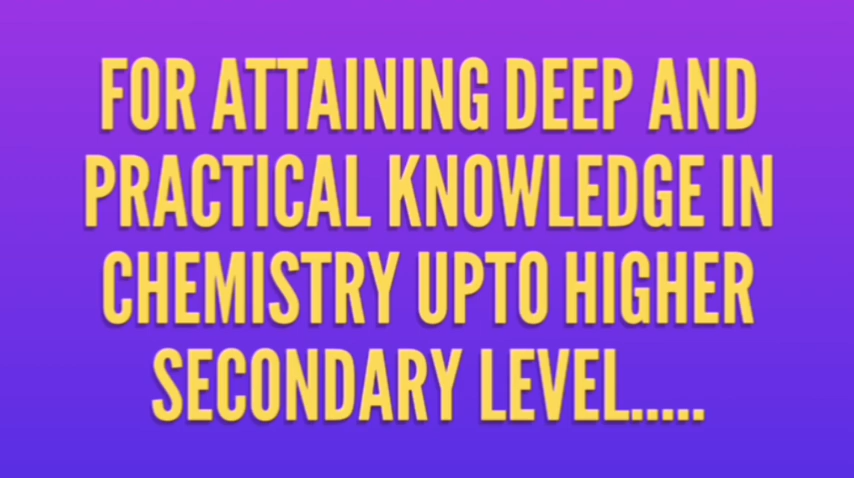 FOR ATTAINING DEEP AND
PRACTICAL KNOWLEDGE IN
CHEMISTRY UPTO HIGHER
SECONDARY LEVEL.....